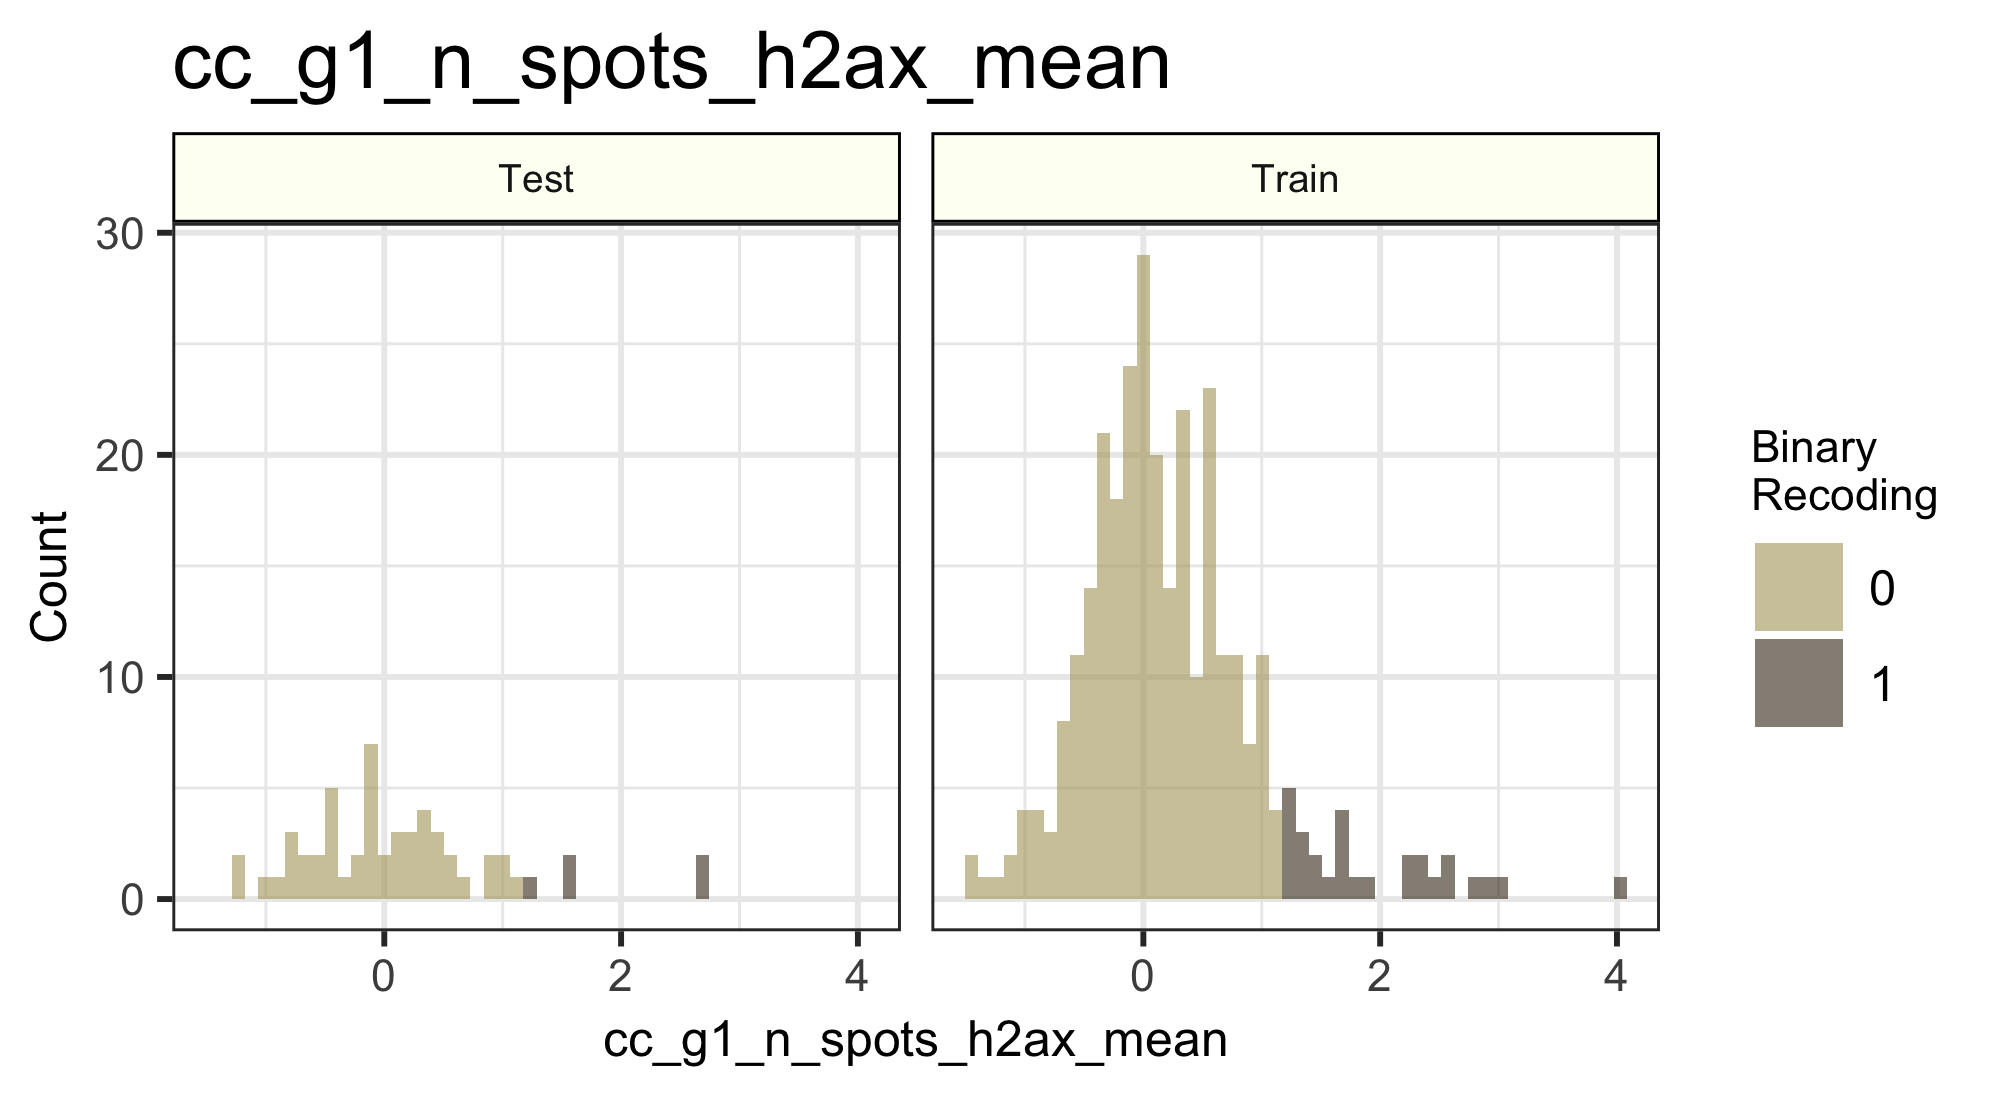 cc_g1_n_spots_h2ax_mean
Test
Train
30
20
10
0
Count
0
2
4
0
2
4
cc_g1_n_spots_h2ax_mean
Binary
Recoding
0
1